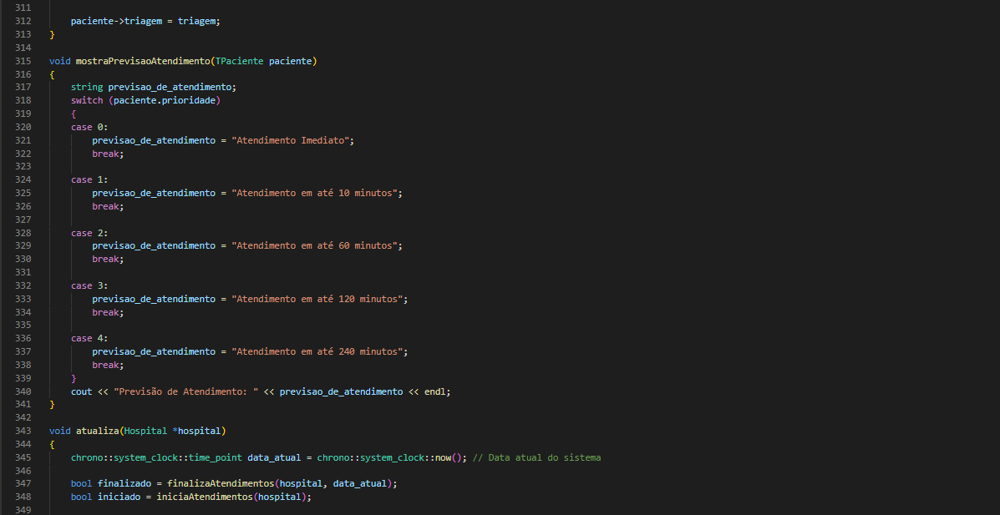 311
312 paciente->triagem = triagem;
313 }
314
315 void mostraPrevisaoAtendimento(TPaciente paciente)
316 {
317 string previsao_de_atendimento;
318 switch (paciente.prioridade)
319 {
320 case 0:
321 previsao_de_atendimento = "Atendimento Imediato";
322 break;
323
324 case 1:
325 previsao_de_atendimento = "Atendimento em até 10 minutos";
326 break;
327
328 case 2:
329 previsao_de_atendimento = "Atendimento em até 60 minutos";
330 break;
331
332 case 3:
333 previsao_de_atendimento = "Atendimento em até 120 minutos";
334 break;
335
336 case 4:
337 previsao_de_atendimento = "Atendimento em até 240 minutos";
338 break;
339 }
340 cout << "Previsão de Atendimento: " << previsao_de_atendimento << endl;
341 }
342
343 void atualiza(Hospital *hospital)
344 {
345 chrono::system_clock::time_point data_atual = chrono::system_clock::now(); // Data atual do sistema
346
347 bool finalizado = finalizaAtendimentos(hospital, data_atual);
348 bool iniciado = iniciaAtendimentos(hospital);
349